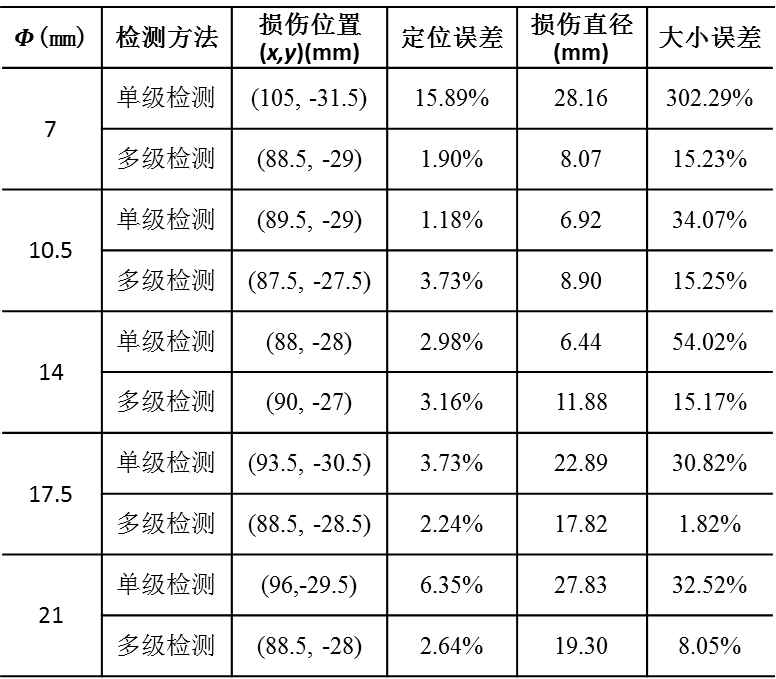 Φ(mm) 检测方法 损伤位置 (x,y)(mm) 定位误差 损伤直径 (mm) 大小误差
7 单级检测 (105, -31.5) 15.89% 28.16 302.29%
多级检测 (88.5, -29) 1.90% 8.07 15.23%
10.5 单级检测 (89.5, -29) 1.18% 6.92 34.07%
多级检测 (87.5, -27.5) 3.73% 8.90 15.25%
14 单级检测 (88, -28) 2.98% 6.44 54.02%
多级检测 (90, -27) 3.16% 11.88 15.17%
17.5 单级检测 (93.5, -30.5) 3.73% 22.89 30.82%
多级检测 (88.5, -28.5) 2.24% 17.82 1.82%
21 单级检测 (96,-29.5) 6.35% 27.83 32.52%
多级检测 (88.5, -28) 2.64% 19.30 8.05%